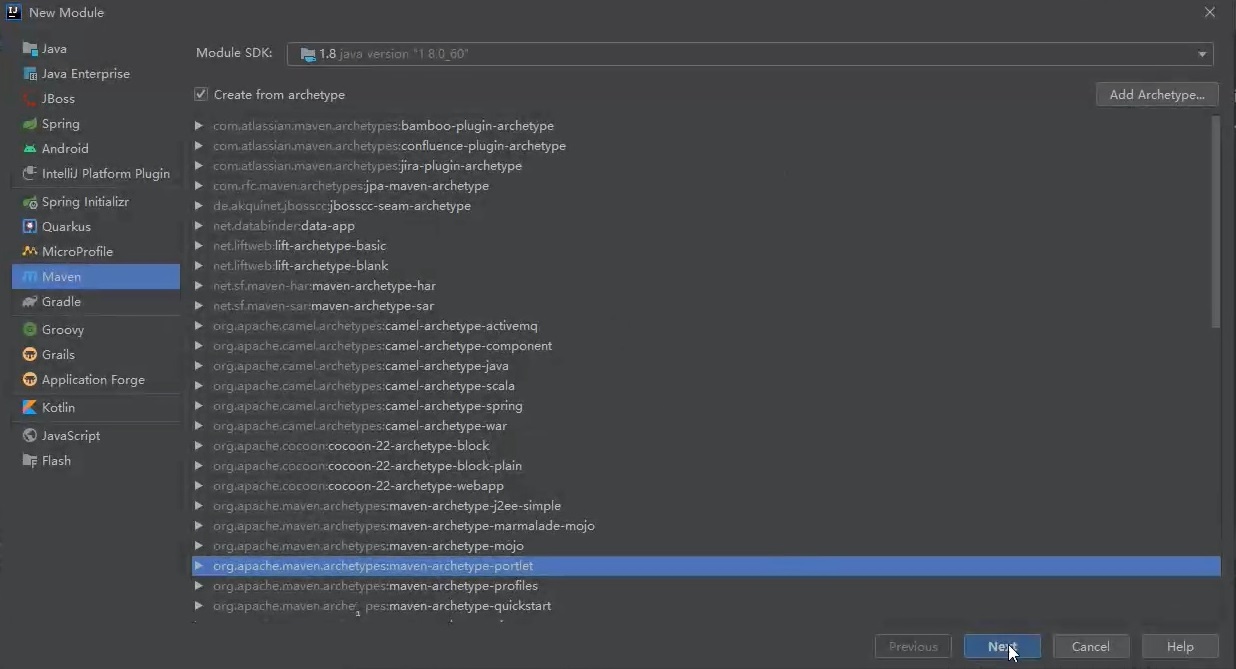 New Module
Java
Java Enterprise
JBoss
Spring
Android
IntelliJ Platform Plugin
Spring Initializr
Quarkus
MicroProfile
Maven
Gradle
Groovy
Grails
Application Forge
Kotlin
JavaScript
Flash
Module SDK: 1.8 java version "1.8.0_60"
Create from archetype
Add Archetype...
com.atlassian.maven.archetypes:bamboo-plugin-archetype
com.atlassian.maven.archetypes:confluence-plugin-archetype
com.atlassian.maven.archetypes:jira-plugin-archetype
com.rfc.maven.archetypes:jpa-maven-archetype
de.akquinet.jbosscc:jbosscc-seam-archetype
net.databinder:data-app
net.liftweb:lift-archetype-basic
net.liftweb:lift-archetype-blank
net.sf.maven-har:maven-archetype-har
net.sf.maven-sar:maven-archetype-sar
org.apache.camel.archetypes:camel-archetype-activemq
org.apache.camel.archetypes:camel-archetype-component
org.apache.camel.archetypes:camel-archetype-java
org.apache.camel.archetypes:camel-archetype-scala
org.apache.camel.archetypes:camel-archetype-spring
org.apache.camel.archetypes:camel-archetype-war
org.apache.cocoon:cocoon-22-archetype-block
org.apache.cocoon:cocoon-22-archetype-block-plain
org.apache.cocoon:cocoon-22-archetype-webapp
org.apache.maven.archetypes:maven-archetype-j2ee-simple
org.apache.maven.archetypes:maven-archetype-marmalade-mojo
org.apache.maven.archetypes:maven-archetype-mojo
org.apache.maven.archetypes:maven-archetype-portlet
org.apache.maven.archetypes:maven-archetype-profiles
org.apache.maven.arche pes:maven-archetype-quickstart
Previous
Next
Cancel
Help